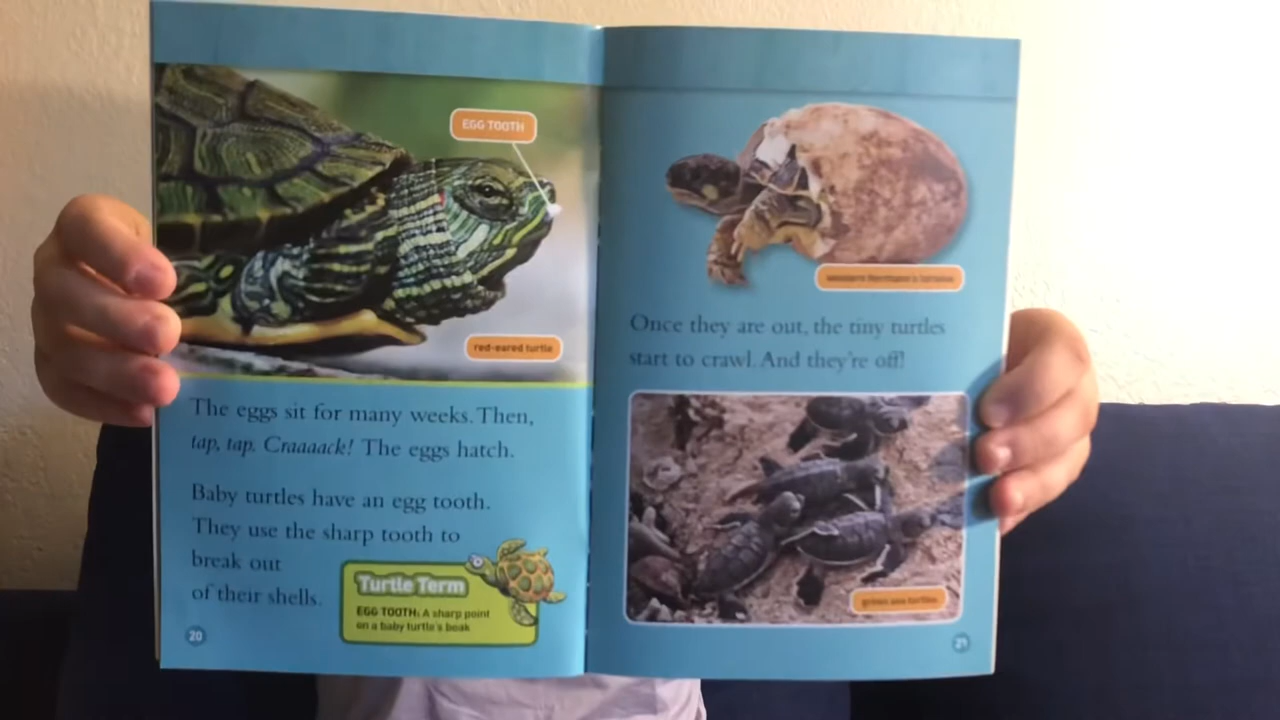 EGG TOOTH
red-eared turtle
The eggs sit for many weeks. Then,
tap, tap. Craaaack! The eggs hatch.
Baby turtles have an egg tooth.
They use the sharp tooth to
break out
of their shells.
Turtle Term
EGG TOOTH: A sharp point
on a baby turtle's beak
20
western Hermann's tortoise
Once they are out, the tiny turtles
start to crawl. And they're off!
green sea turtles
21